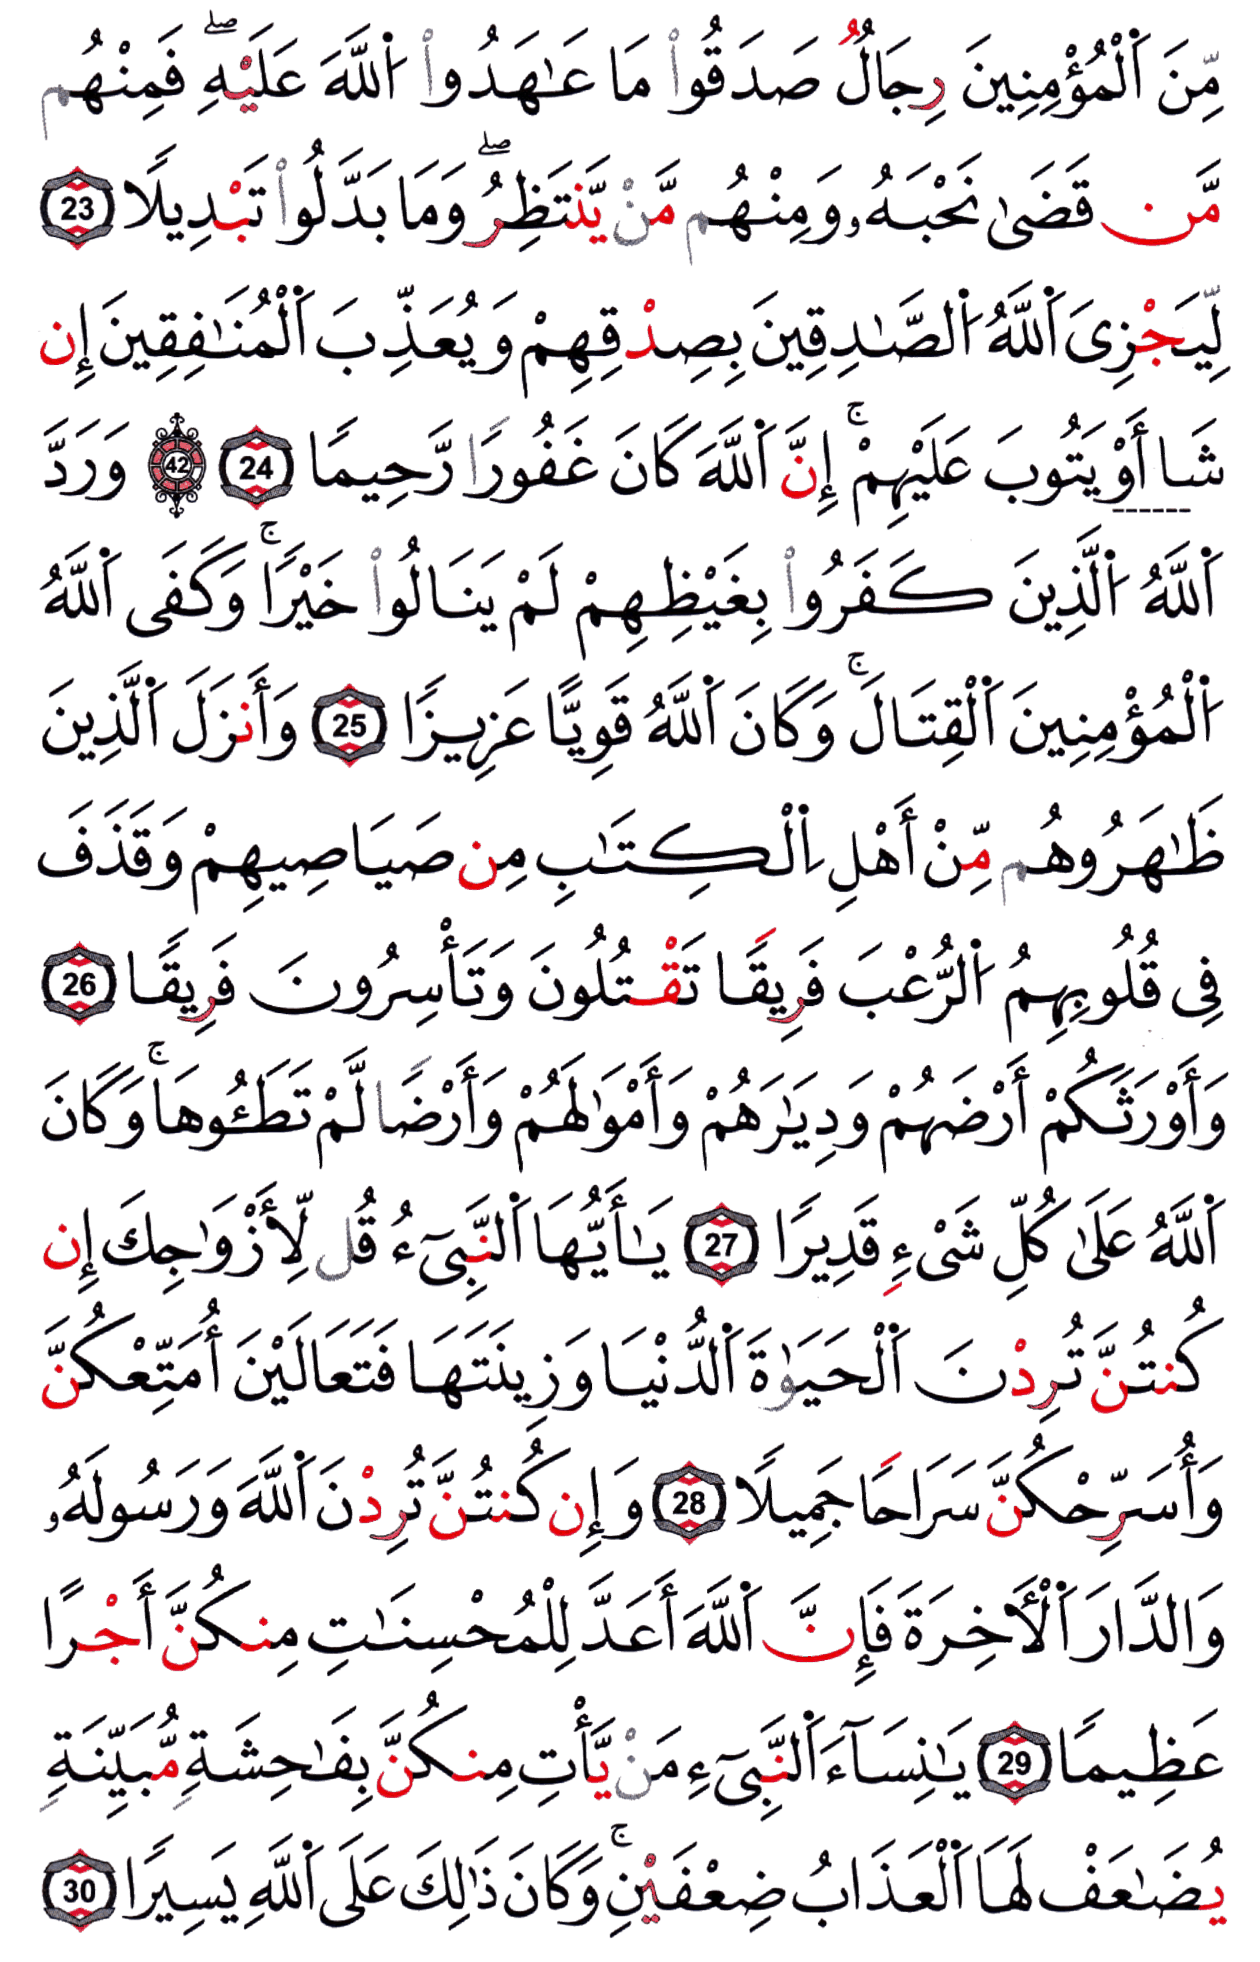 مِّنَ ٱلْمُؤْمِنِينَ رِجَالٌ صَدَقُوا۟ مَا عَٰهَدُوا۟ ٱللَّهَ عَلَيْهِۖ فَمِنْهُم
مَّن قَضَىٰ نَحْبَهُۥ وَمِنْهُم مَّنْ يَّنتَظِرُۖ وَمَا بَدَّلُوا۟ تَبْدِيلًا 23
لِّيَجْزِىَ ٱللَّهُ ٱلصَّٰدِقِينَ بِصِدْقِهِمْ وَيُعَذِّبَ ٱلْمُنَٰفِقِينَ إِن
شَا أَوْ يَتُوبَ عَلَيْهِمْۚ إِنَّ ٱللَّهَ كَانَ غَفُورًا رَّحِيمًا 24 42 وَرَدَّ
ٱللَّهُ ٱلَّذِينَ كَفَرُوا۟ بِغَيْظِهِمْ لَمْ يَنَالُوا۟ خَيْرًاۚ وَكَفَى ٱللَّهُ
ٱلْمُؤْمِنِينَ ٱلْقِتَالَۚ وَكَانَ ٱللَّهُ قَوِيًّا عَزِيزًا 25 وَأَنزَلَ ٱلَّذِينَ
ظَٰهَرُوهُم مِّنْ أَهْلِ ٱلْكِتَٰبِ مِن صَيَاصِيهِمْ وَقَذَفَ
فِى قُلُوبِهِمُ ٱلرُّعْبَ فَرِيقًا تَقْتُلُونَ وَتَأْسِرُونَ فَرِيقًا 26
وَأَوْرَثَكُمْ أَرْضَهُمْ وَدِيَٰرَهُمْ وَأَمْوَٰلَهُمْ وَأَرْضًا لَّمْ تَطَـُٔوهَاۚ وَكَانَ
ٱللَّهُ عَلَىٰ كُلِّ شَىْءٍ قَدِيرًا 27 يَٰأَيُّهَا ٱلنَّبِىٓءُ قُل لِّأَزْوَٰجِكَ إِن
كُنتُنَّ تُرِدْنَ ٱلْحَيَوٰةَ ٱلدُّنْيَا وَزِينَتَهَا فَتَعَالَيْنَ أُمَتِّعْكُنَّ
وَأُسَرِّحْكُنَّ سَرَاحًا جَمِيلًا 28 وَإِن كُنتُنَّ تُرِدْنَ ٱللَّهَ وَرَسُولَهُۥ
وَالدَّارَ ٱلْأَخِرَةَ فَإِنَّ ٱللَّهَ أَعَدَّ لِلْمُحْسِنَٰتِ مِنكُنَّ أَجْرًا
عَظِيمًا 29 يَٰنِسَآءَ ٱلنَّبِىٓءِ مَنْ يَّأْتِ مِنكُنَّ بِفَٰحِشَةٍ مُّبَيِّنَةٍ
يُضَٰعَفْ لَهَا ٱلْعَذَابُ ضِعْفَيْنِۚ وَكَانَ ذَٰلِكَ عَلَى ٱللَّهِ يَسِيرًا 30